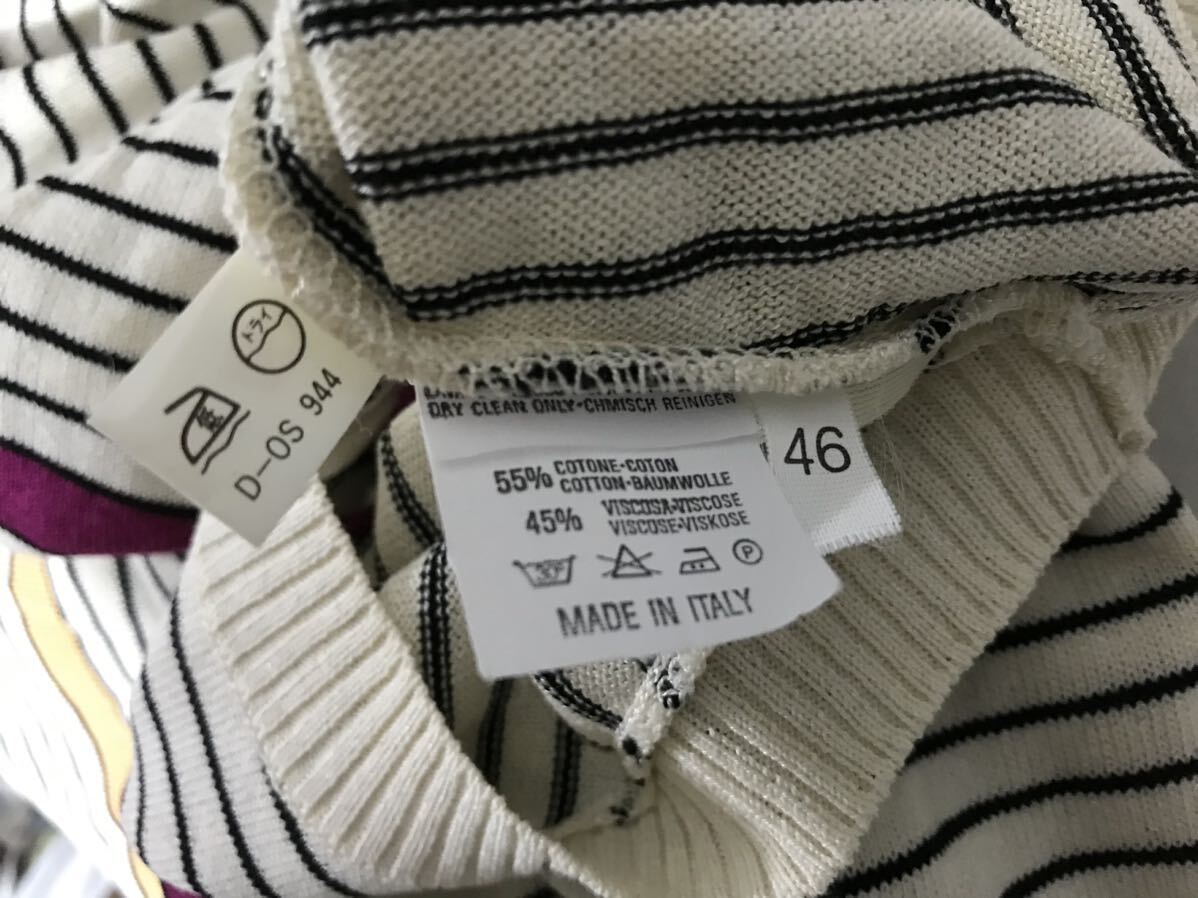 ドライ
D-OS 944
DRY CLEAN ONLY-CHMISCH REINIGEN
55% COTONE-COTON
COTTON-BAUMWOLLE
45% VISCOSA-VISCOSE
VISCOSE-VISKOSE
30°
P
MADE IN ITALY
46